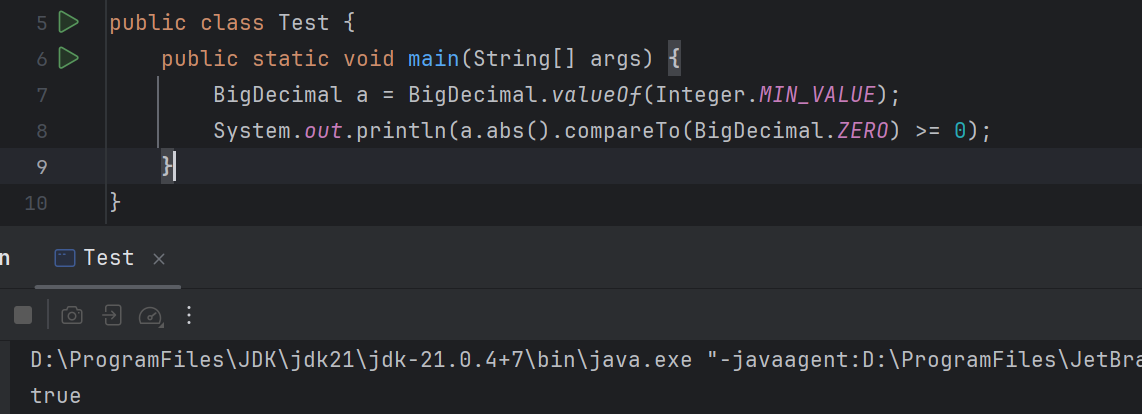 5 public class Test {
6 public static void main(String[] args) {
7 BigDecimal a = BigDecimal.valueOf(Integer.MIN_VALUE);
8 System.out.println(a.abs().compareTo(BigDecimal.ZERO) >= 0);
9 }
10 }
n Test ×
D:\ProgramFiles\JDK\jdk21\jdk-21.0.4+7\bin\java.exe "-javaagent:D:\ProgramFiles\JetBra
true